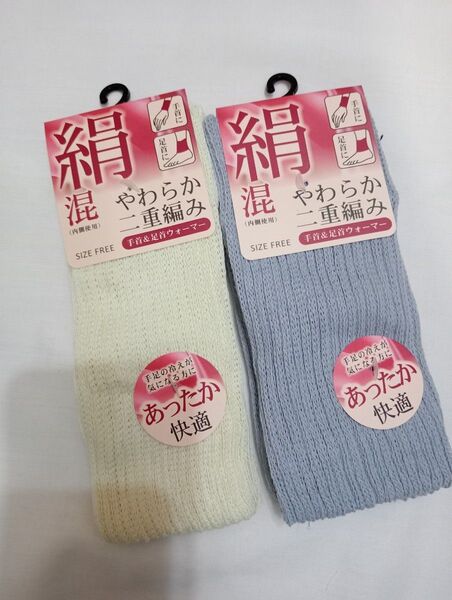 絹
混
(内側使用)
手首に
足首に
やわらか
二重編み
SIZE FREE
手首&足首ウォーマー
手足の冷えが
気になる方に
あったか
快適
絹
混
(内側使用)
手首に
足首に
やわらか
二重編み
SIZE FREE
手首&足首ウォーマー
手足の冷えが
気になる方に
あったか
快適